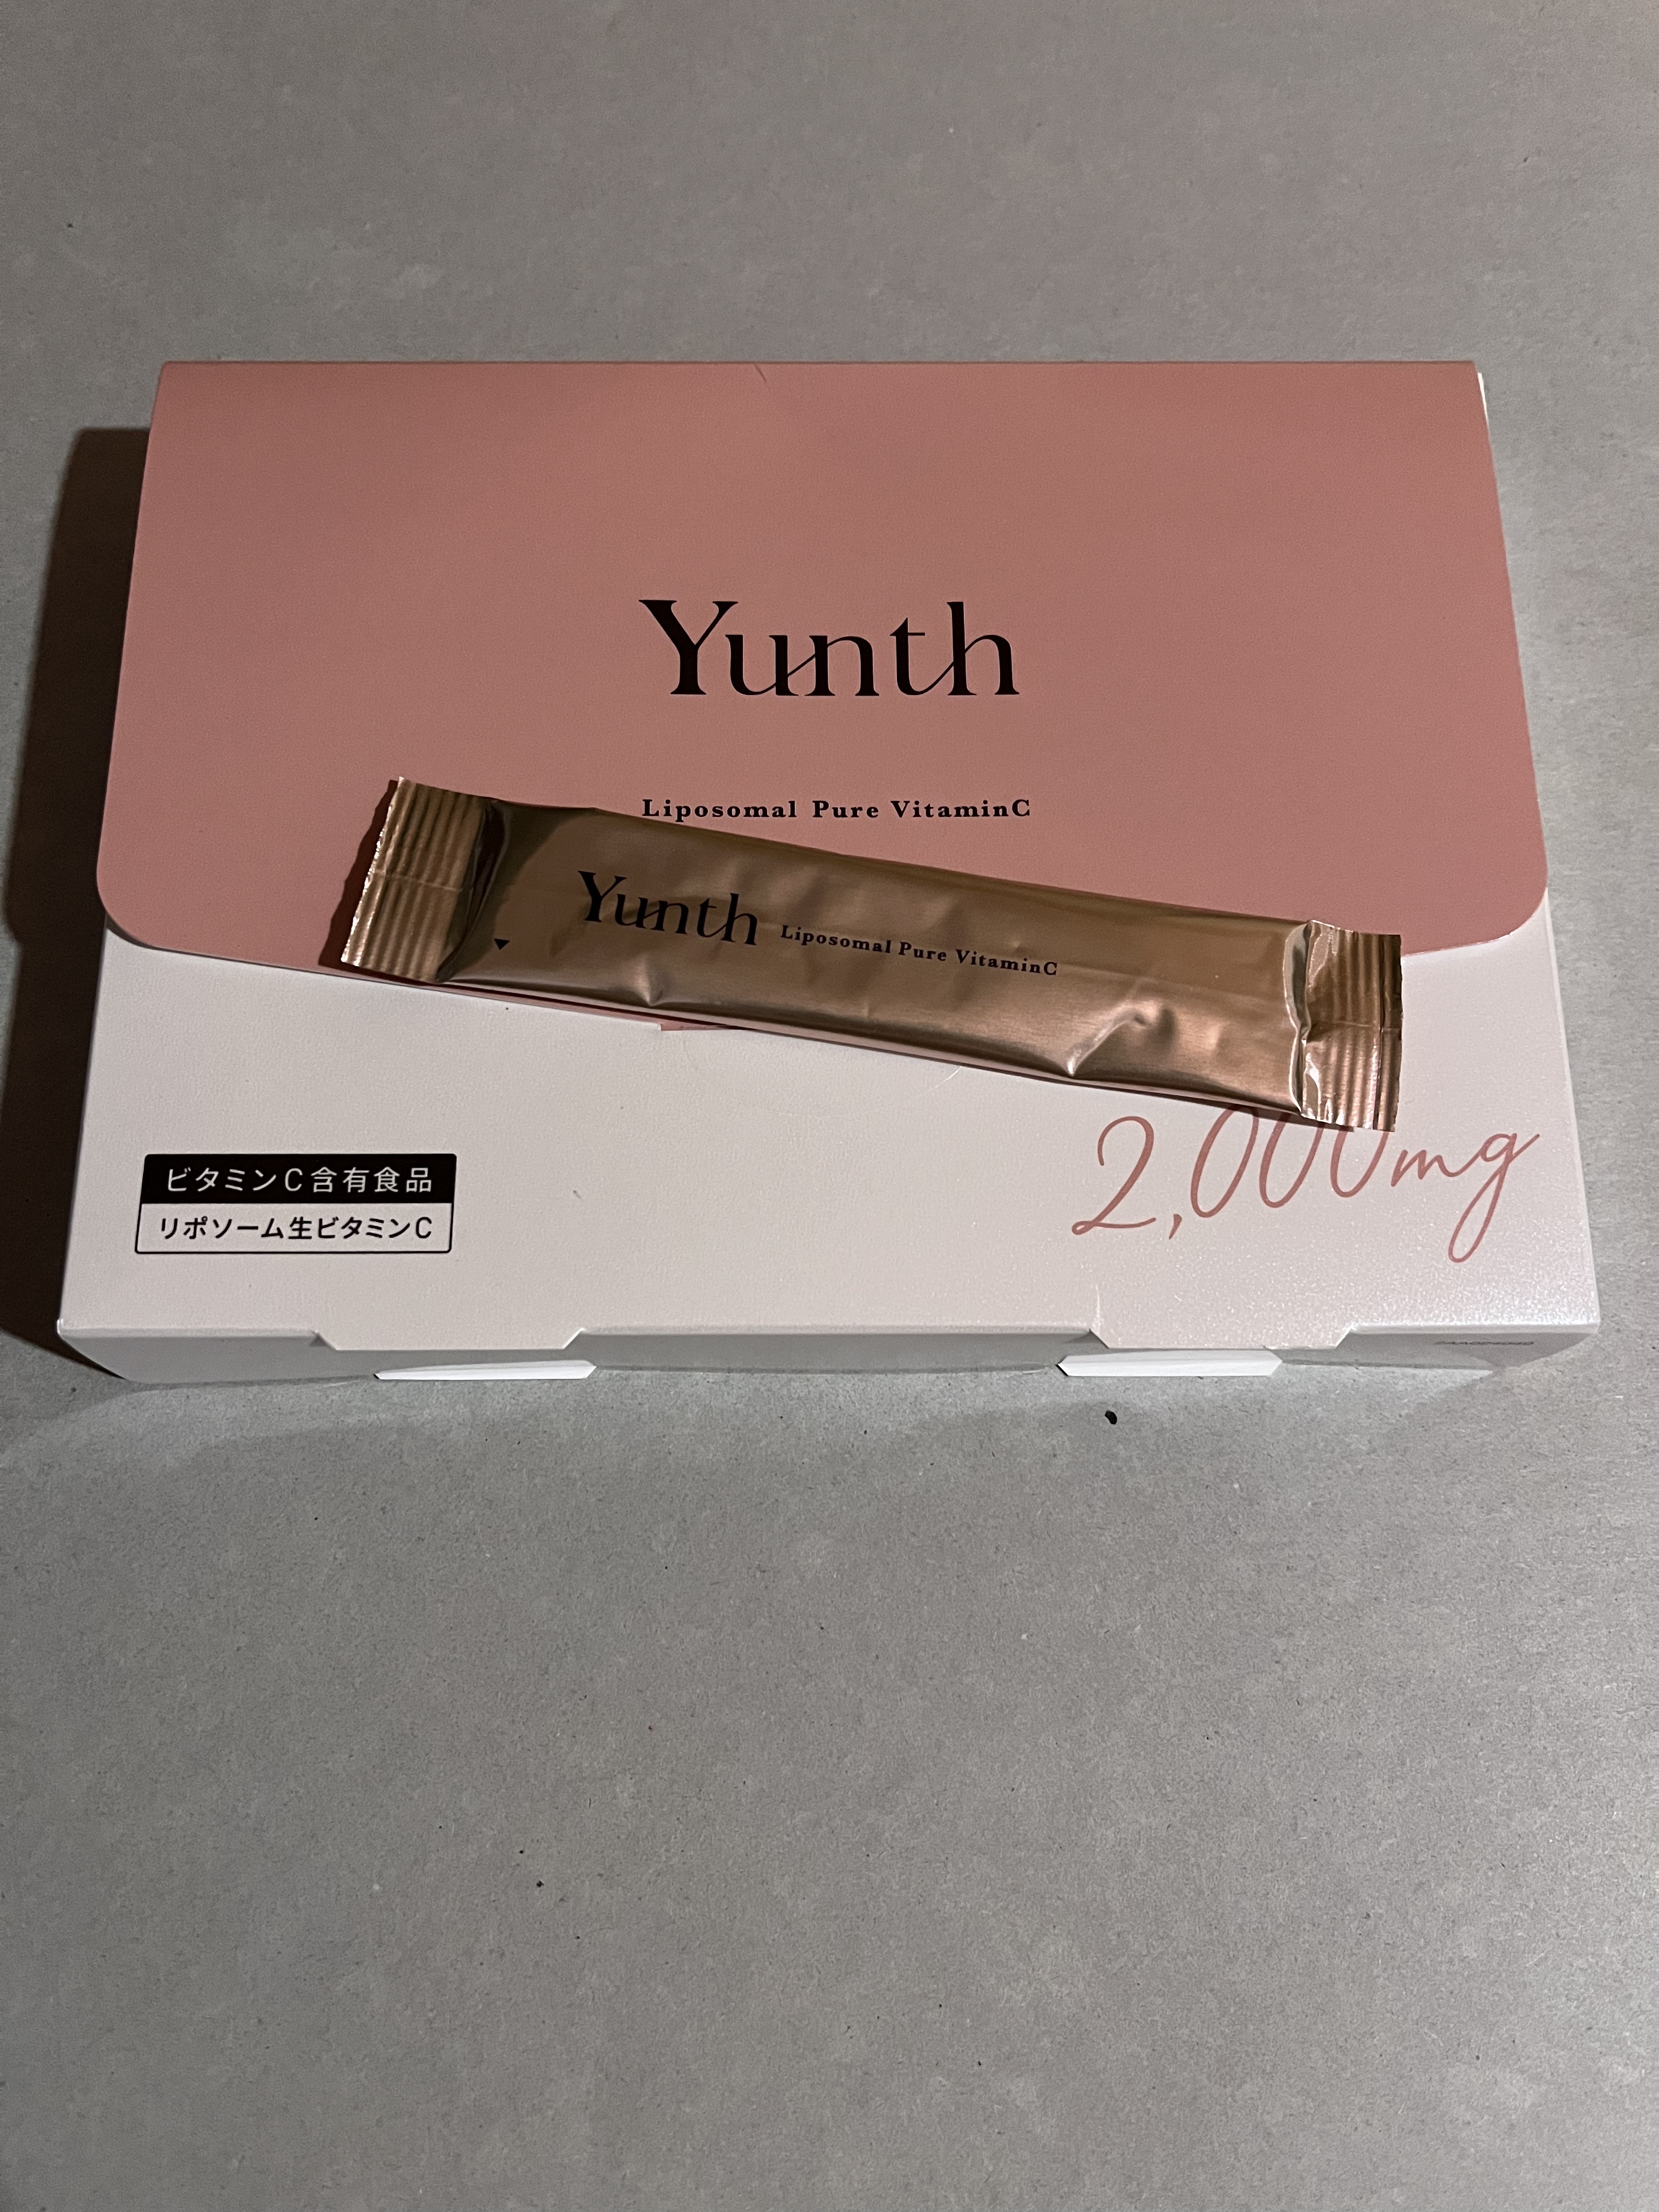 Yunth
Liposomal Pure VitaminC
Yunth Liposomal Pure VitaminC
2,000mg
ビタミンC含有食品
リポソーム生ビタミンC